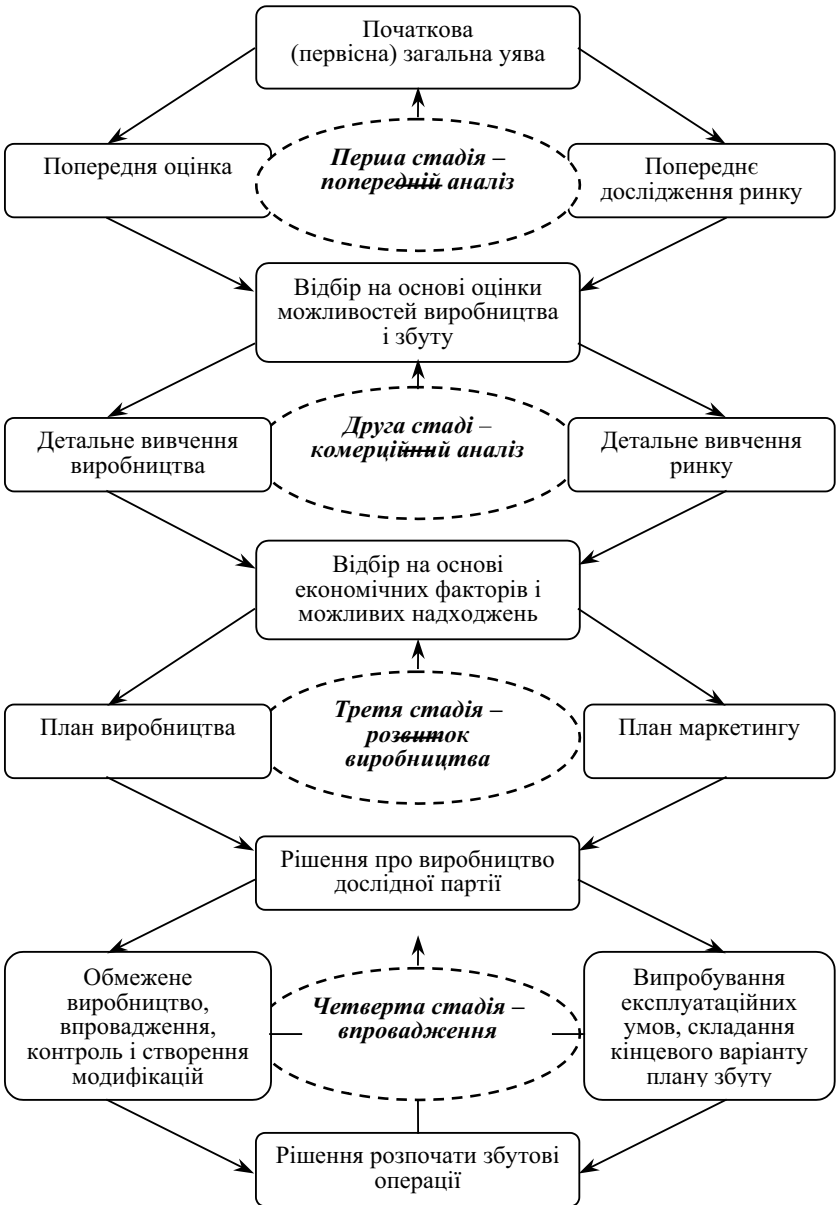 Початкова
(первісна) загальна уява
Попередня оцінка
Перша стадія –
попередній аналіз
Попереднє
дослідження ринку
Відбір на основі оцінки
можливостей виробництва
і збуту
Детальне вивчення
виробництва
Друга стаді –
комерційний аналіз
Детальне вивчення
ринку
Відбір на основі
економічних факторів і
можливих надходжень
План виробництва
Третя стадія –
розвиток
виробництва
План маркетингу
Рішення про виробництво
дослідної партії
Обмежене
виробництво,
впровадження,
контроль і створення
модифікацій
Четверта стадія –
впровадження
Випробування
експлуатаційних
умов, складання
кінцевого варіанту
плану збуту
Рішення розпочати збутові
операції